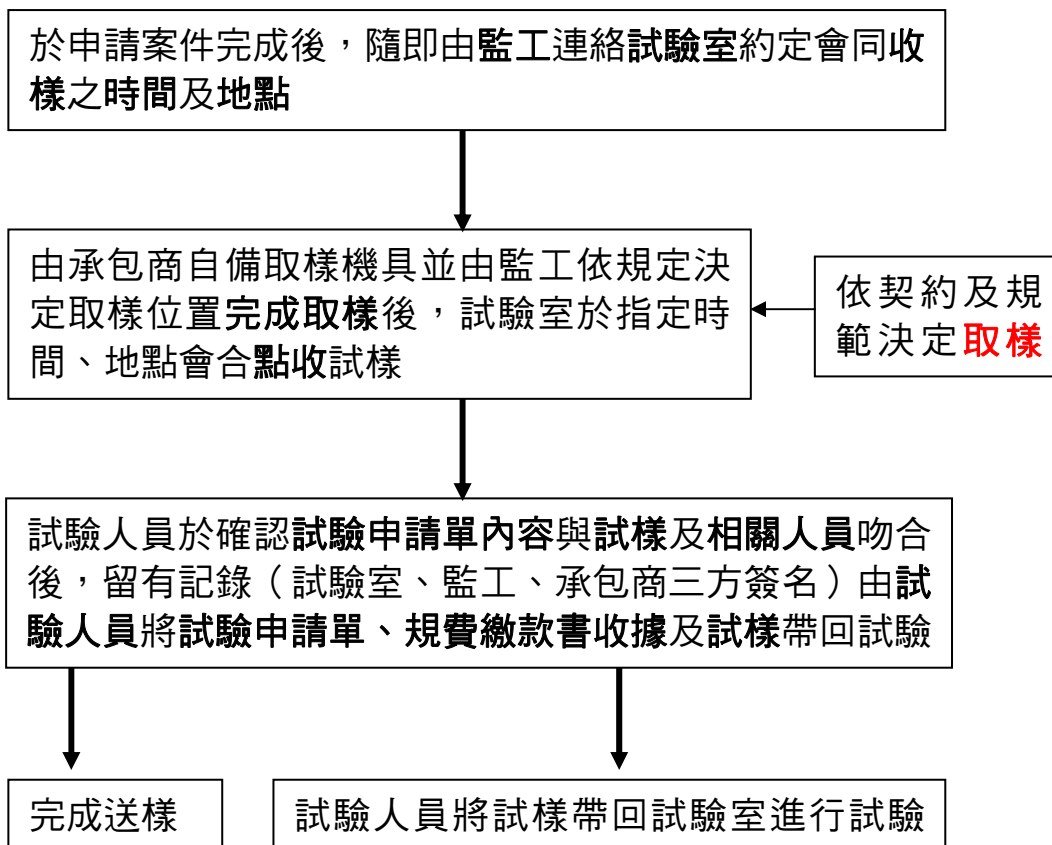 於申請案件完成後，隨即由監工連絡試驗室約定會同收
樣之時間及地點
由承包商自備取樣機具並由監工依規定決
定取樣位置完成取樣後，試驗室於指定時
間、地點會合點收試樣
依契約及規
範決定取樣
試驗人員於確認試驗申請單內容與試樣及相關人員吻合
後，留有記錄（試驗室、監工、承包商三方簽名）由試
驗人員將試驗申請單、規費繳款書收據及試樣帶回試驗
完成送樣
試驗人員將試樣帶回試驗室進行試驗